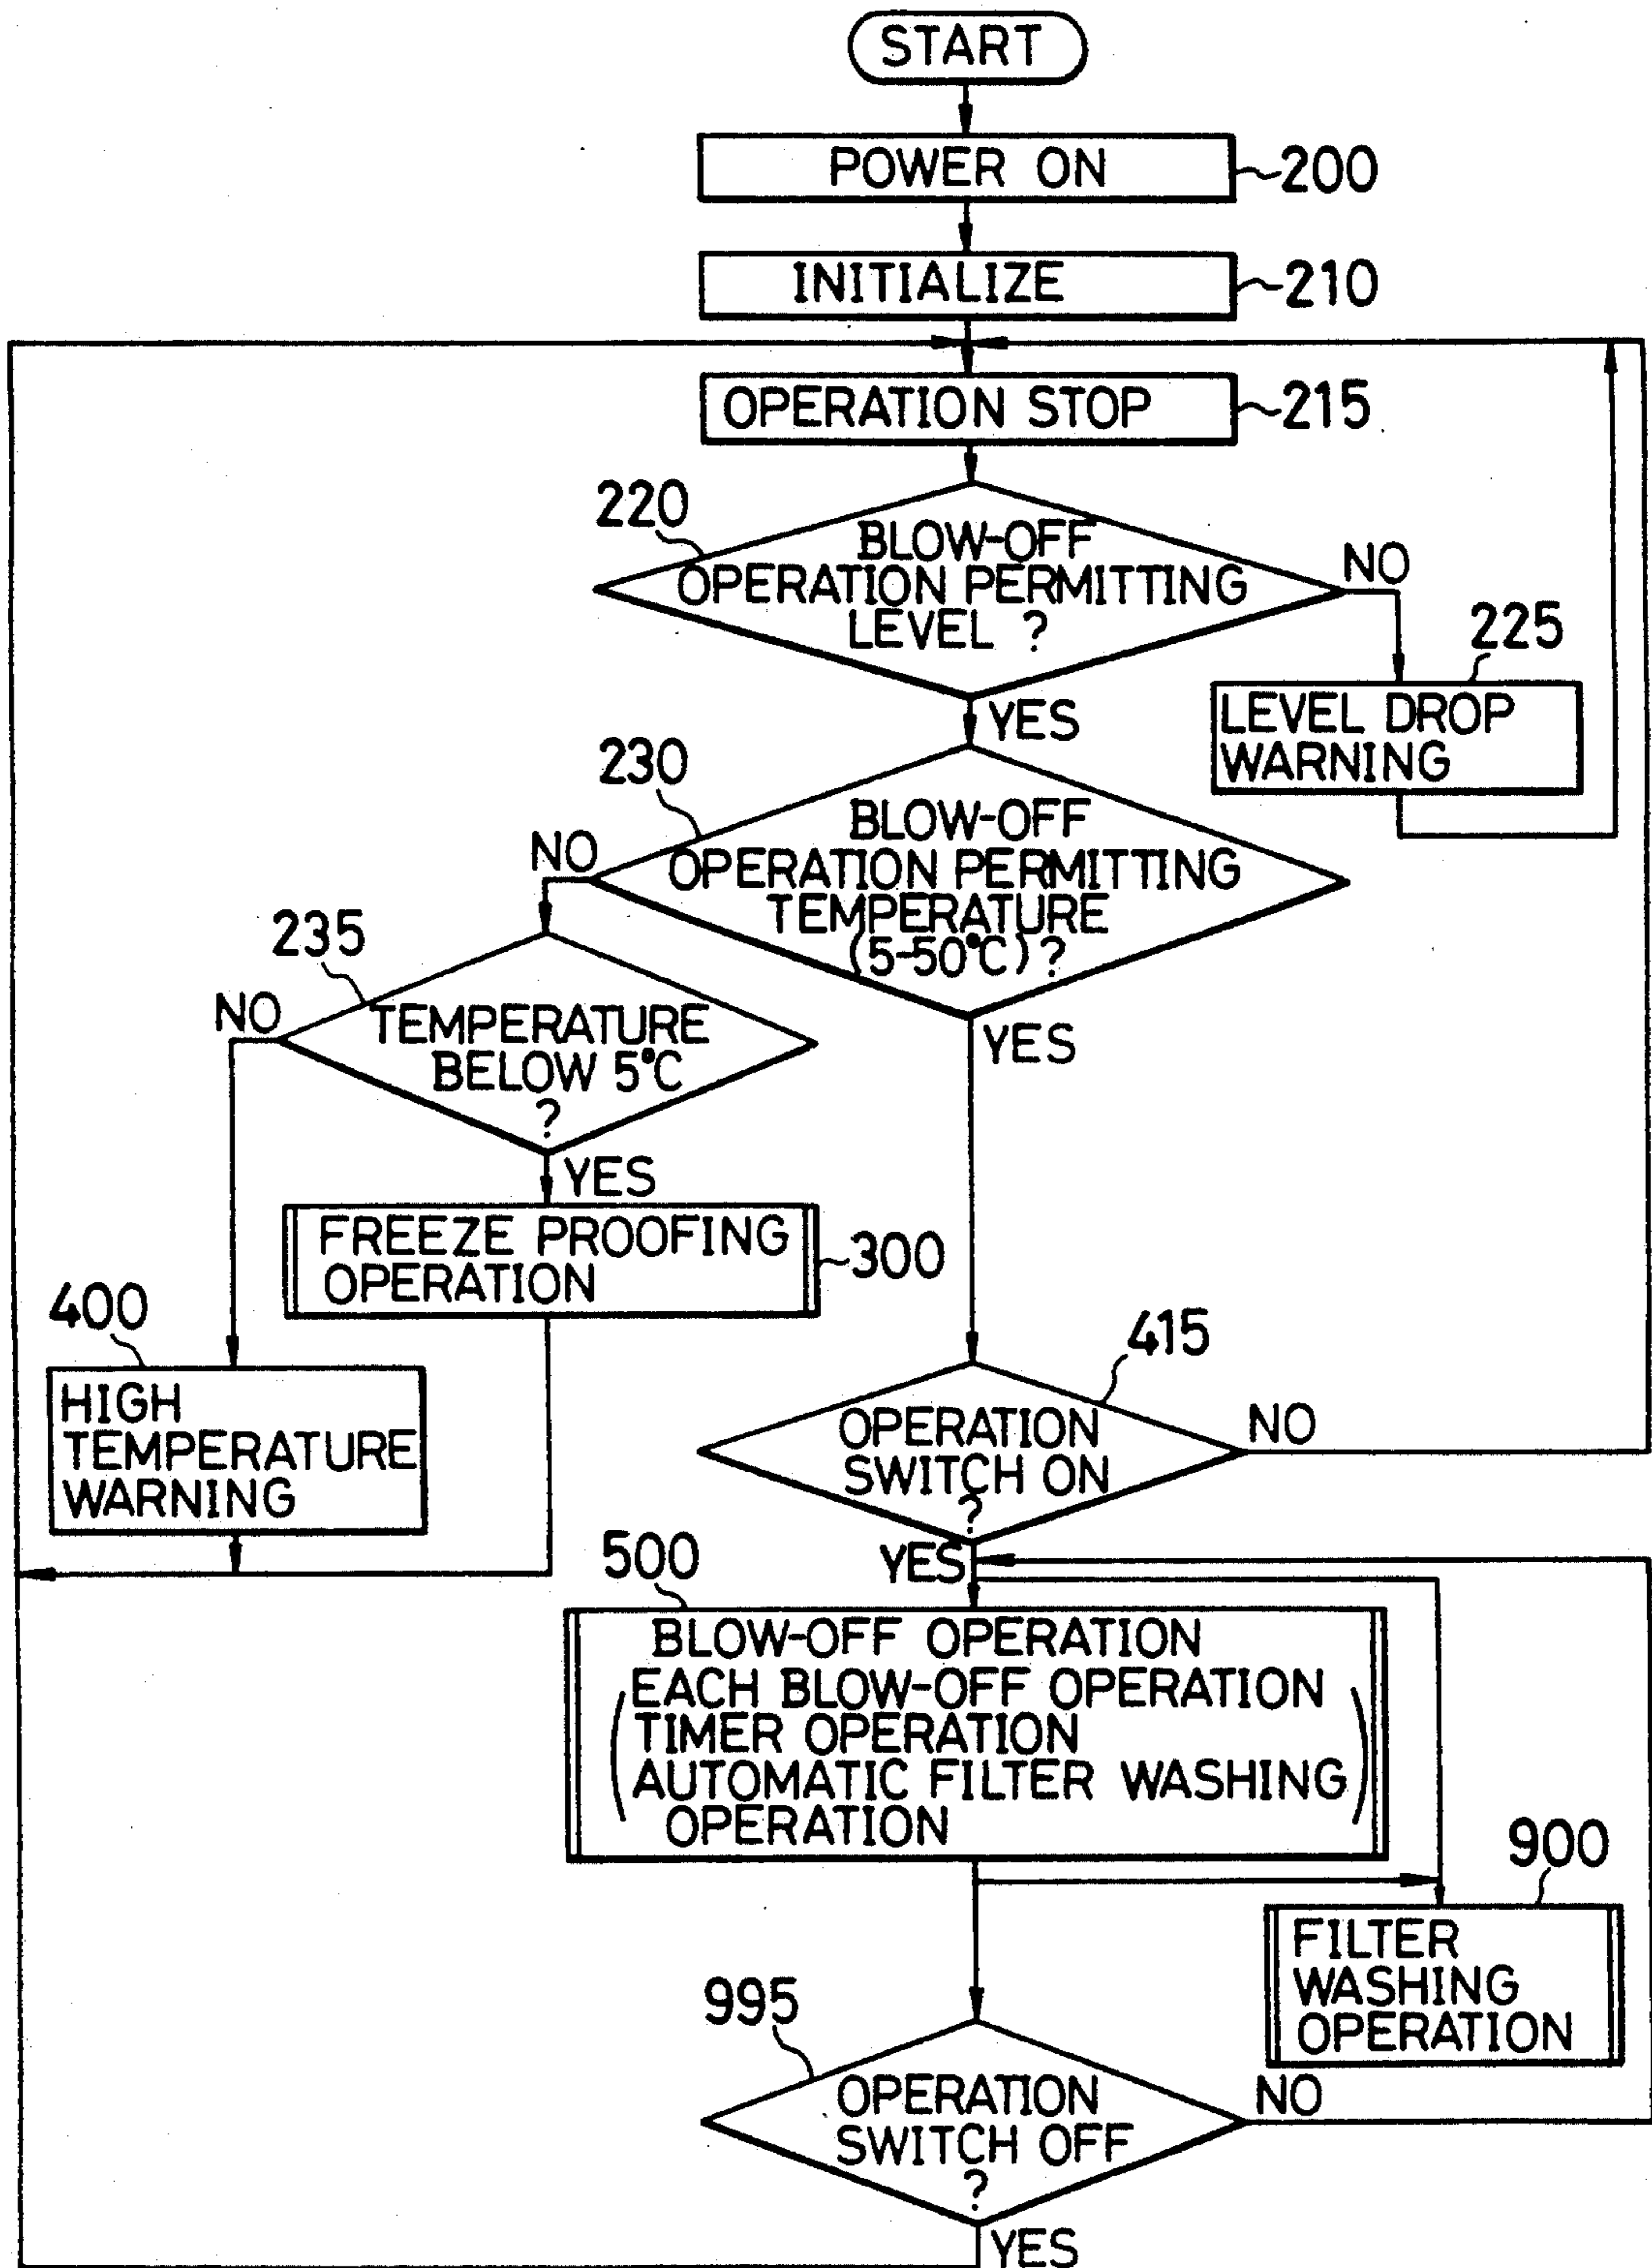 START
POWER ON
200
INITIALIZE
210
OPERATION STOP
215
220
BLOW-OFF
OPERATION PERMITTING
LEVEL ?
NO
225
LEVEL DROP
WARNING
YES
230
BLOW-OFF
OPERATION PERMITTING
TEMPERATURE
(5-50°C) ?
NO
YES
235
TEMPERATURE
BELOW 5°C
?
NO
YES
FREEZE PROOFING
OPERATION
300
400
HIGH
TEMPERATURE
WARNING
415
OPERATION
SWITCH ON
?
NO
YES
500
BLOW-OFF OPERATION
(EACH BLOW-OFF OPERATION
TIMER OPERATION
AUTOMATIC FILTER WASHING
OPERATION)
900
FILTER
WASHING
OPERATION
995
OPERATION
SWITCH OFF
?
NO
YES